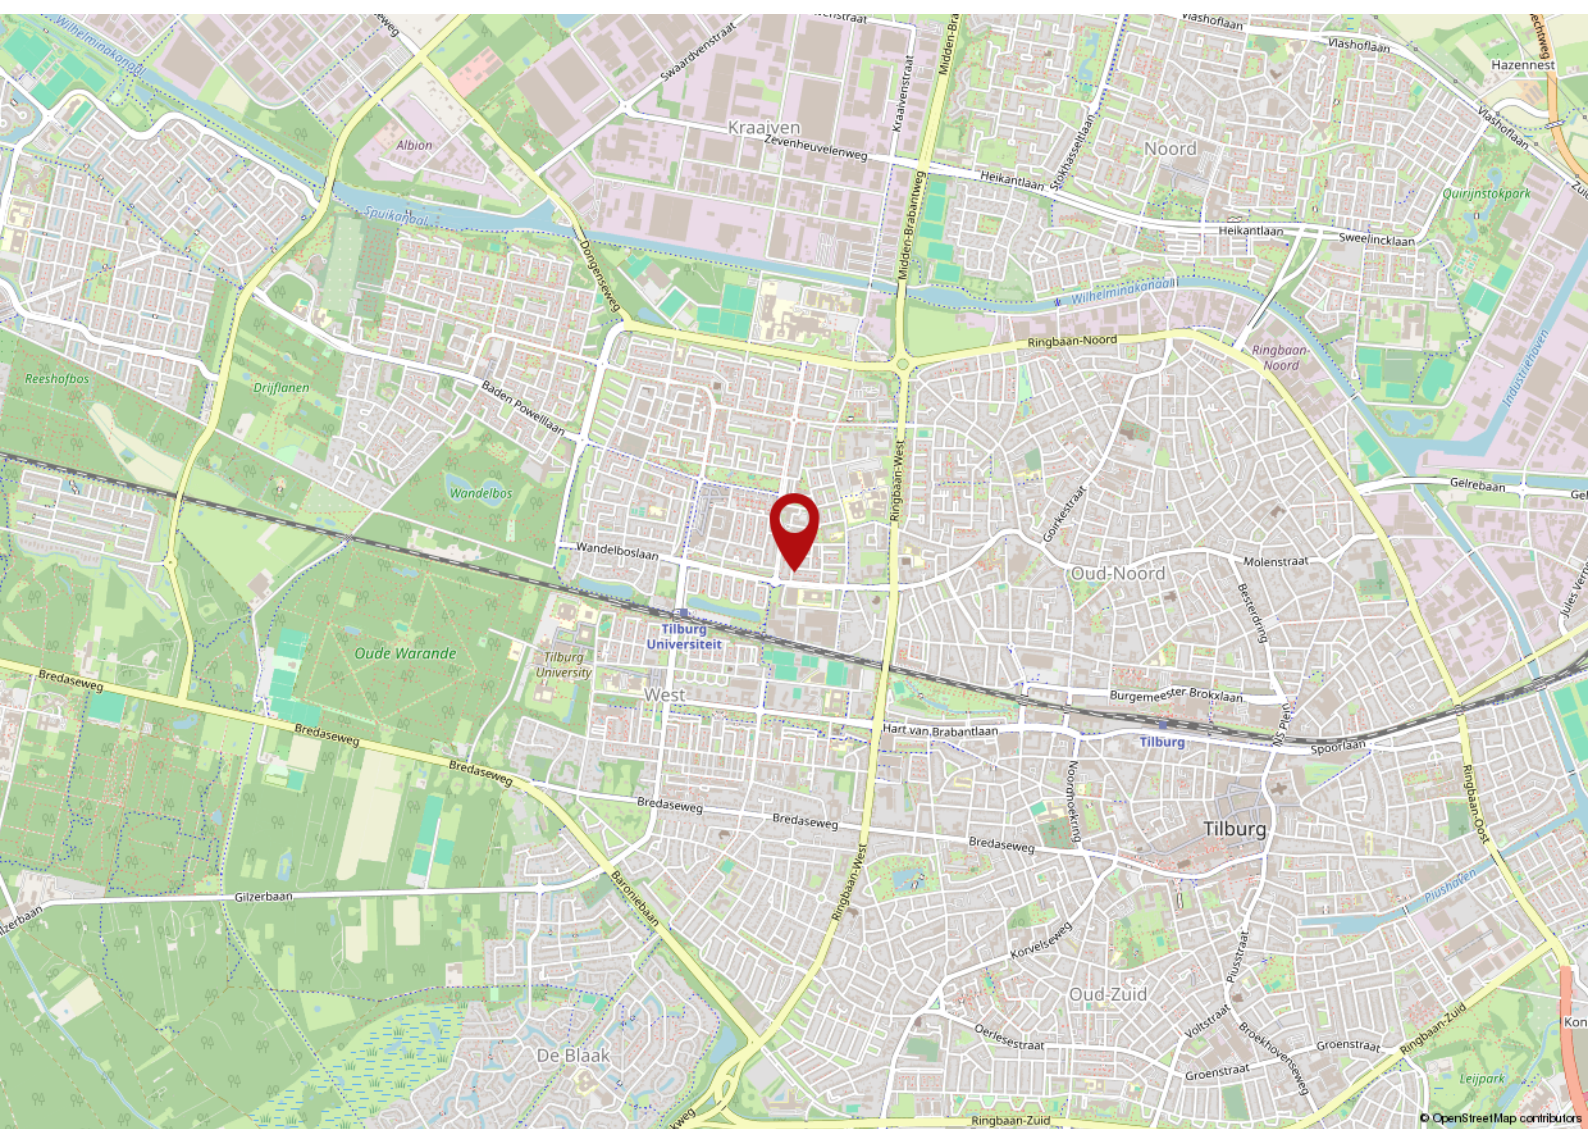 Wilhelminakanaal
Swaardvenstraat
Kraaivenstraat
Vlashoflaan
Vlashoflaan
Hazennest
Vlashoflaan
Kraaiven
Zevenheuvelenweg
Albion
Stokhasseltlaan
Noord
Heikantlaan
Quirijnstokpark
Spuikanaal
Midden-Brabantweg
Heikantlaan
Sweelincklaan
Dongenseweg
Wilhelminakanaal
Ringbaan-Noord
Ringbaan-
Noord
Industriehaven
Reeshofbos
Drijflanen
Baden Powelllaan
Ringbaan-West
Wandelbos
Goirkestraat
Gelrebaan
Wandelboslaan
Oud-Noord
Molenstraat
Besterdring
Tilburg
Universiteit
Oude Warande
Tilburg
University
West
Bredaseweg
Burgemeester Brokxlaan
Bredaseweg
Hart van Brabantlaan
Tilburg
NS Plein
Spoorlaan
Bredaseweg
Noordhoekring
Ringbaan-Oost
Bredaseweg
Bredaseweg
Bredaseweg
Tilburg
Ringbaan-West
Baroniebaan
Gilzerbaan
Piushaven
Korvelseweg
Piusstraat
Oud-Zuid
Voltstraat
Oerlesestraat
Broekhovenseweg
Groenstraat
Groenstraat
Ringbaan-Zuid
De Blaak
Leijpark
Ringbaan-Zuid
© OpenStreetMap contributors